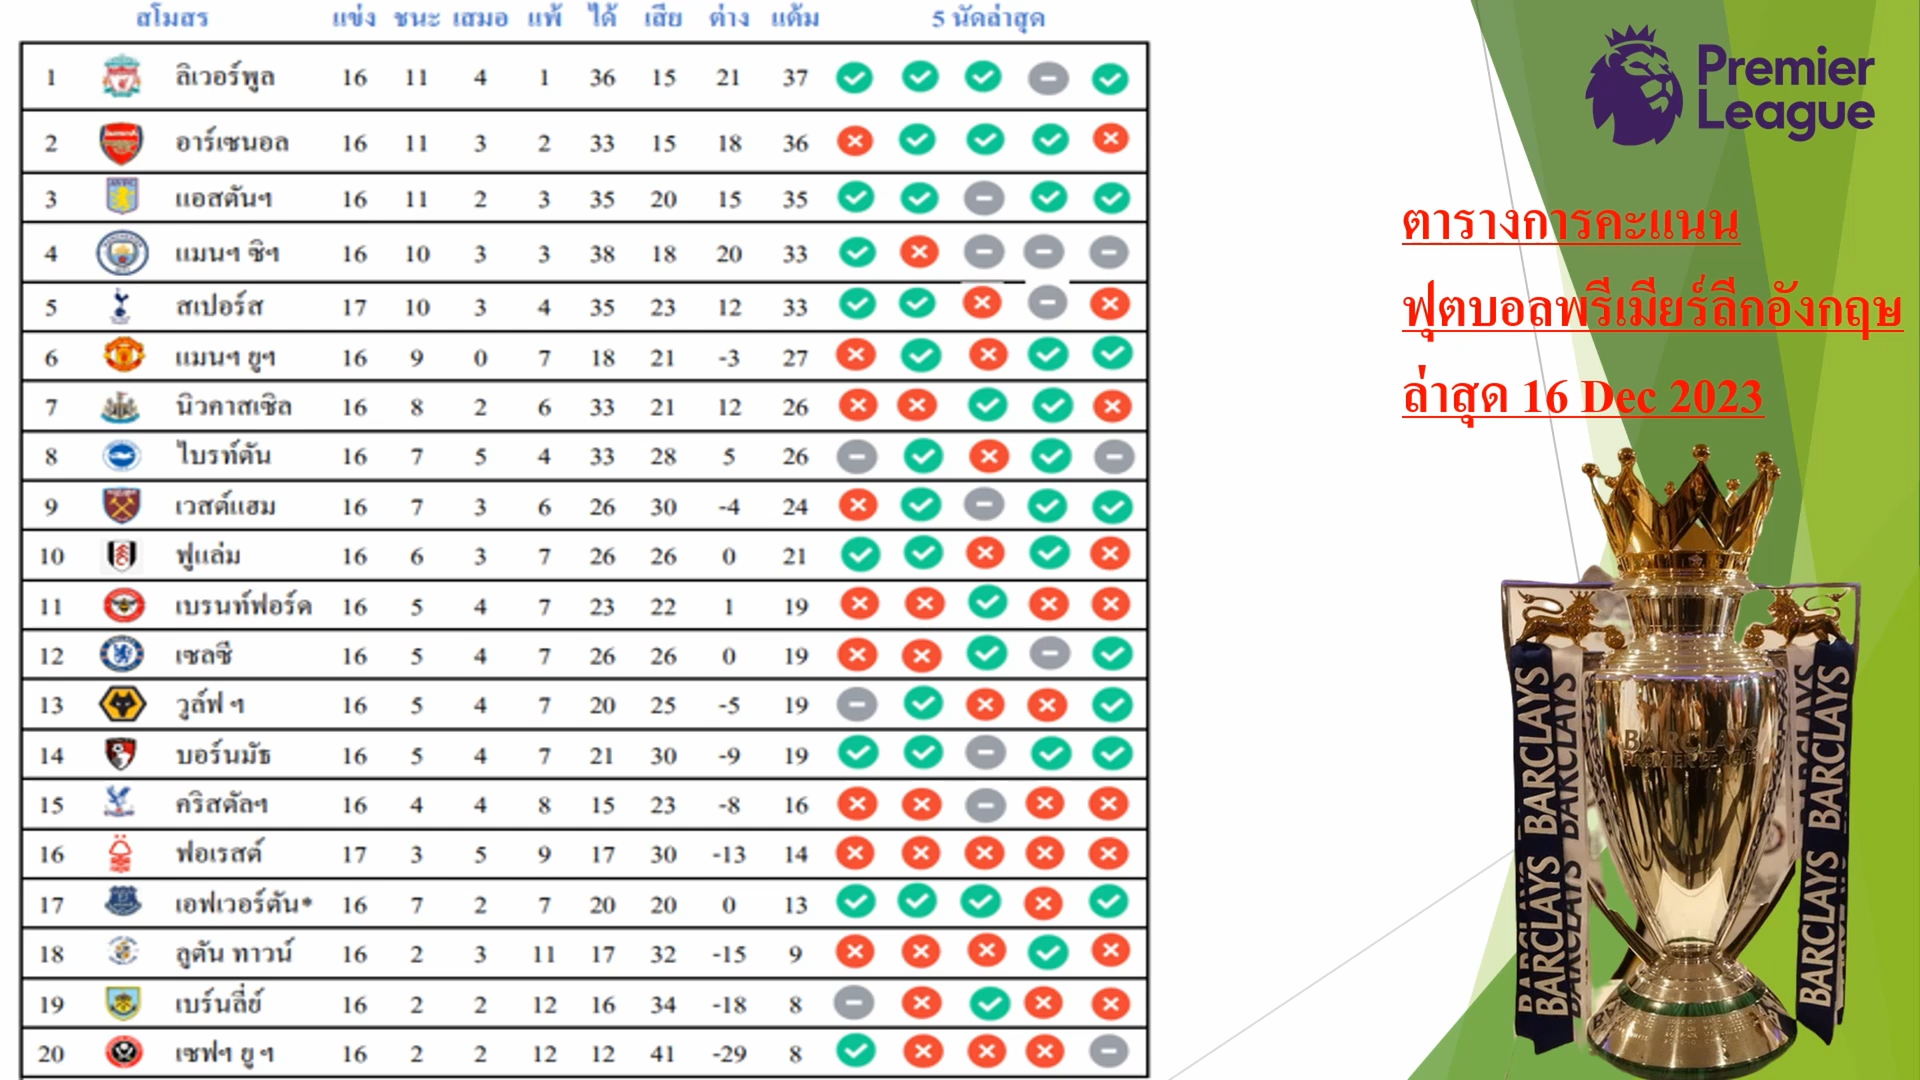 สโมสร แข่ง ชนะ เสมอ แพ้ ได้ เสีย ต่าง แต้ม 5 นัดล่าสุด
1 ลิเวอร์พูล 16 11 4 1 36 15 21 37
2 อาร์เซนอล 16 11 3 2 33 15 18 36
3 แอสตันฯ 16 11 2 3 35 20 15 35
4 แมนฯ ซิฯ 16 10 3 3 38 18 20 33
5 สเปอร์ส 17 10 3 4 35 23 12 33
6 แมนฯ ยูฯ 16 9 0 7 18 21 -3 27
7 นิวคาสเซิล 16 8 2 6 33 21 12 26
8 ไบรท์ตัน 16 7 5 4 33 28 5 26
9 เวสต์แฮม 16 7 3 6 26 30 -4 24
10 ฟูแล่ม 16 6 3 7 26 26 0 21
11 เบรนท์ฟอร์ด 16 5 4 7 23 22 1 19
12 เชลซี 16 5 4 7 26 26 0 19
13 วูล์ฟ ฯ 16 5 4 7 20 25 -5 19
14 บอร์นมัธ 16 5 4 7 21 30 -9 19
15 คริสตัลฯ 16 4 4 8 15 23 -8 16
16 ฟอเรสต์ 17 3 5 9 17 30 -13 14
17 เอฟเวอร์ตัน* 16 7 2 7 20 20 0 13
18 ลูตัน ทาวน์ 16 2 3 11 17 32 -15 9
19 เบร์นลี่ย์ 16 2 2 12 16 34 -18 8
20 เชฟฯ ยู ฯ 16 2 2 12 12 41 -29 8
Premier
League
ตารางการคะแนน
ฟุตบอลพรีเมียร์ลีกอังกฤษ
ล่าสุด 16 Dec 2023
BARCLAYS
PREMIER LEAGUE
BARCLAYS BARCLAYS
BARCLAYS BARCLAYS
BARCLAYS BARCLAYS